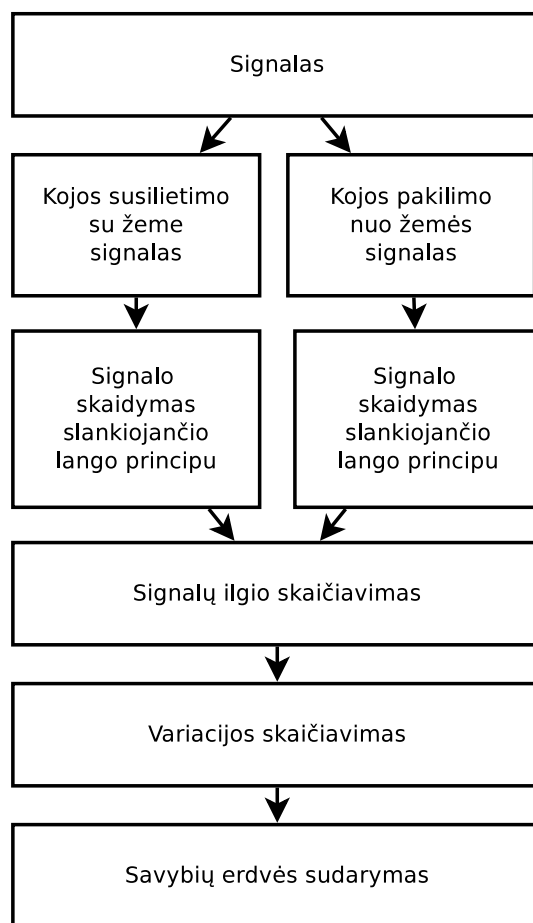 Signalas
Kojos susilietimo
su žeme
signalas
Kojos pakilimo
nuo žemės
signalas
Signalo
skaidymas
slankiojančio
lango principu
Signalo
skaidymas
slankiojančio
lango principu
Signalų ilgio skaičiavimas
Variacijos skaičiavimas
Savybių erdvės sudarymas